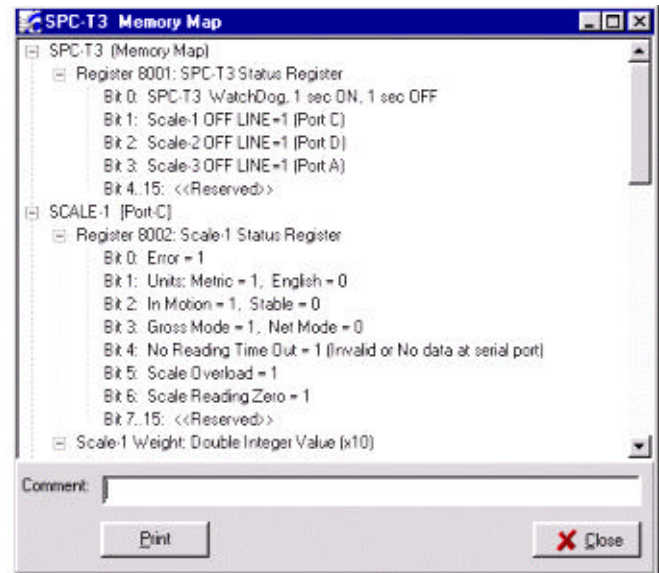 SPC-T3 Memory Map
SPC-T3 (Memory Map)
Register 8001: SPC-T3 Status Register
Bit 0: SPC-T3 WatchDog, 1 sec ON, 1 sec OFF
Bit 1: Scale-1 OFF LINE=1 (Port C)
Bit 2: Scale-2 OFF LINE=1 (Port D)
Bit 3: Scale-3 OFF LINE=1 (Port A)
Bit 4..15: <<Reserved>>
SCALE-1 (Port-C)
Register 8002: Scale-1 Status Register
Bit 0: Error = 1
Bit 1: Units: Metric = 1, English = 0
Bit 2: In Motion = 1, Stable = 0
Bit 3: Gross Mode = 1, Net Mode = 0
Bit 4: No Reading Time Out = 1 (Invalid or No data at serial port)
Bit 5: Scale Overload = 1
Bit 6: Scale Reading Zero = 1
Bit 7..15: <<Reserved>>
Scale-1 Weight: Double Integer Value (x10)
Comment:
Print
Close